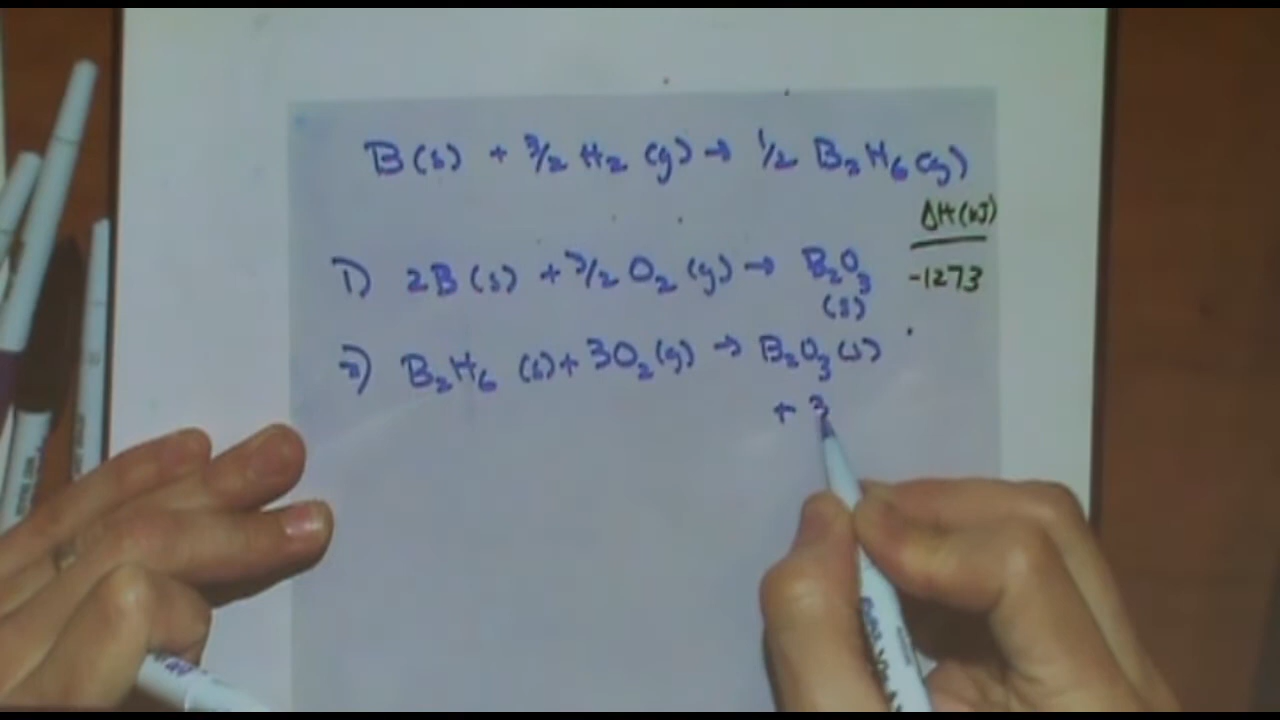 B(s) + 3/2 H₂ (g) → 1/2 B₂H₆(g)
ΔH(kJ)
1) 2B(s) + 3/2 O₂(g) → B₂O₃ -1273
(s)
2) B₂H₆ (s) + 3O₂(g) → B₂O₃(s)
+ 3